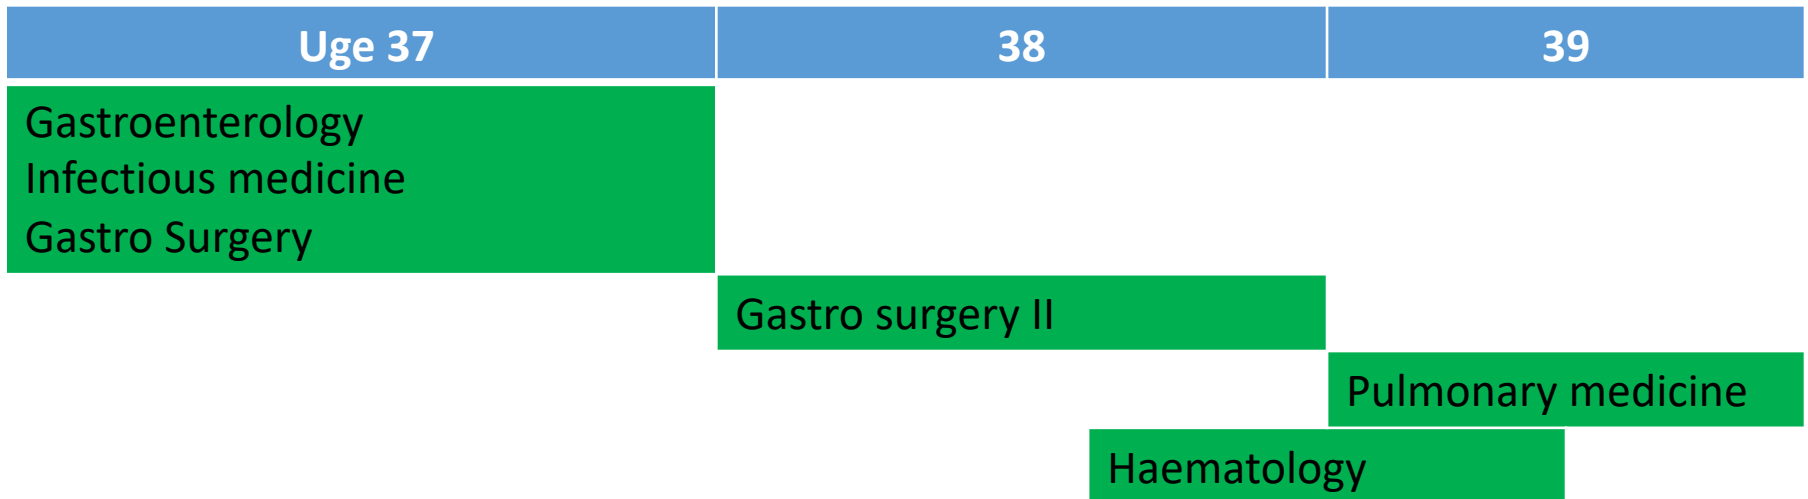 Uge 37
38
39
Gastroenterology
Infectious medicine
Gastro Surgery
Gastro surgery II
Pulmonary medicine
Haematology